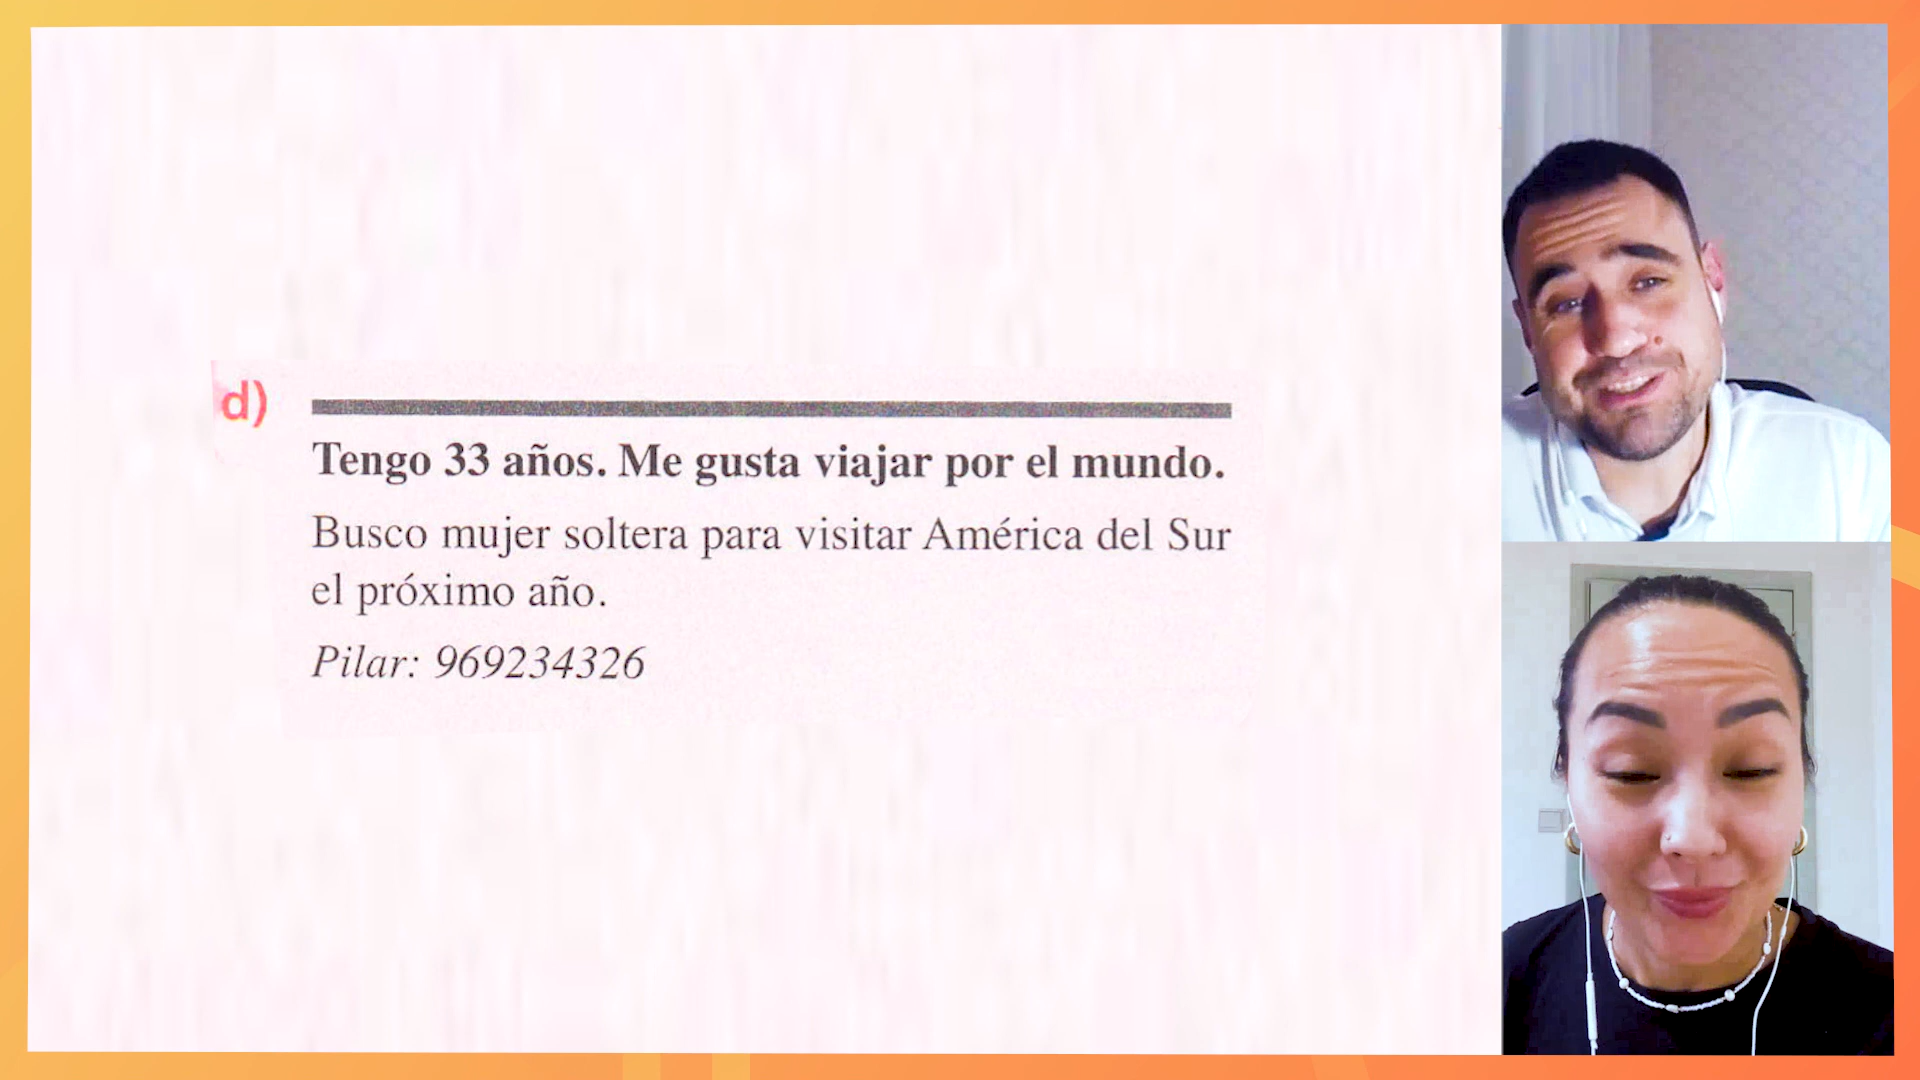 d)
Tengo 33 años. Me gusta viajar por el mundo.
Busco mujer soltera para visitar América del Sur
el próximo año.
Pilar: 969234326